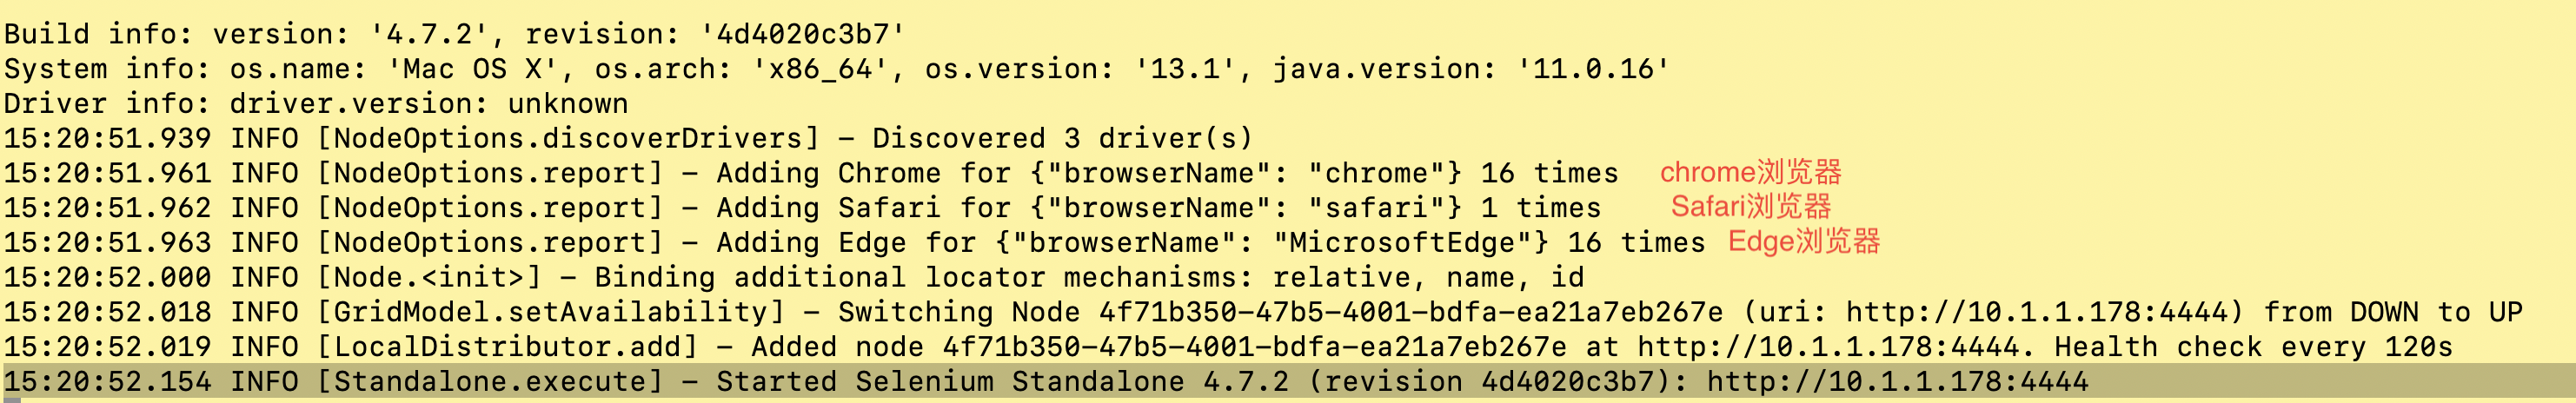 Build info: version: '4.7.2', revision: '4d4020c3b7'
System info: os.name: 'Mac OS X', os.arch: 'x86_64', os.version: '13.1', java.version: '11.0.16'
Driver info: driver.version: unknown
15:20:51.939 INFO [NodeOptions.discoverDrivers] – Discovered 3 driver(s)
15:20:51.961 INFO [NodeOptions.report] – Adding Chrome for {"browserName": "chrome"} 16 times chrome浏览器
15:20:51.962 INFO [NodeOptions.report] – Adding Safari for {"browserName": "safari"} 1 times Safari浏览器
15:20:51.963 INFO [NodeOptions.report] – Adding Edge for {"browserName": "MicrosoftEdge"} 16 times Edge浏览器
15:20:52.000 INFO [Node.<init>] – Binding additional locator mechanisms: relative, name, id
15:20:52.018 INFO [GridModel.setAvailability] – Switching Node 4f71b350–47b5–4001–bdfa–ea21a7eb267e (uri: http://10.1.1.178:4444) from DOWN to UP
15:20:52.019 INFO [LocalDistributor.add] – Added node 4f71b350–47b5–4001–bdfa–ea21a7eb267e at http://10.1.1.178:4444. Health check every 120s
15:20:52.154 INFO [Standalone.execute] – Started Selenium Standalone 4.7.2 (revision 4d4020c3b7): http://10.1.1.178:4444